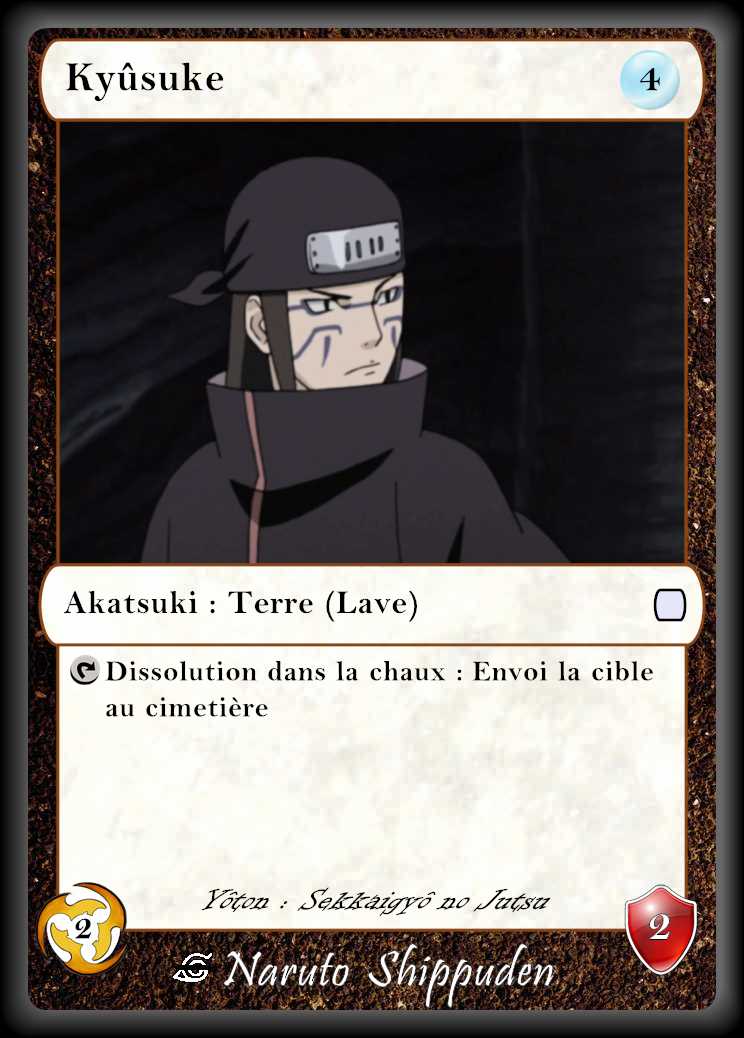 Kyûsuke
4
Akatsuki : Terre (Lave)
Dissolution dans la chaux : Envoi la cible
au cimetière
Yôton : Sekkaigyô no Jutsu
2
2
Naruto Shippuden